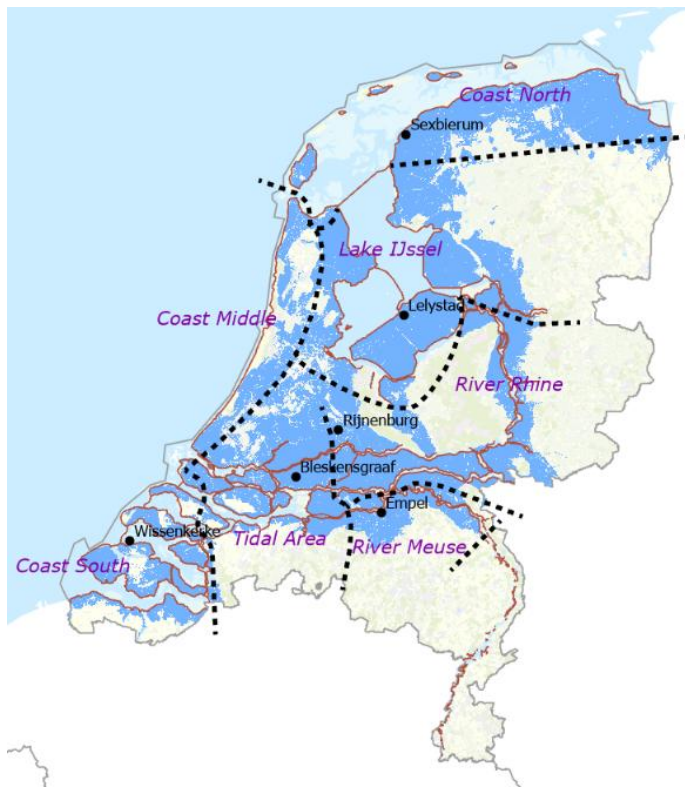 Coast North
Sexbierum
Lake IJssel
Coast Middle
Lelystad
River Rhine
Rijnenburg
Bleskensgraaf
Empel
Wissenkerke
Tidal Area
River Meuse
Coast South